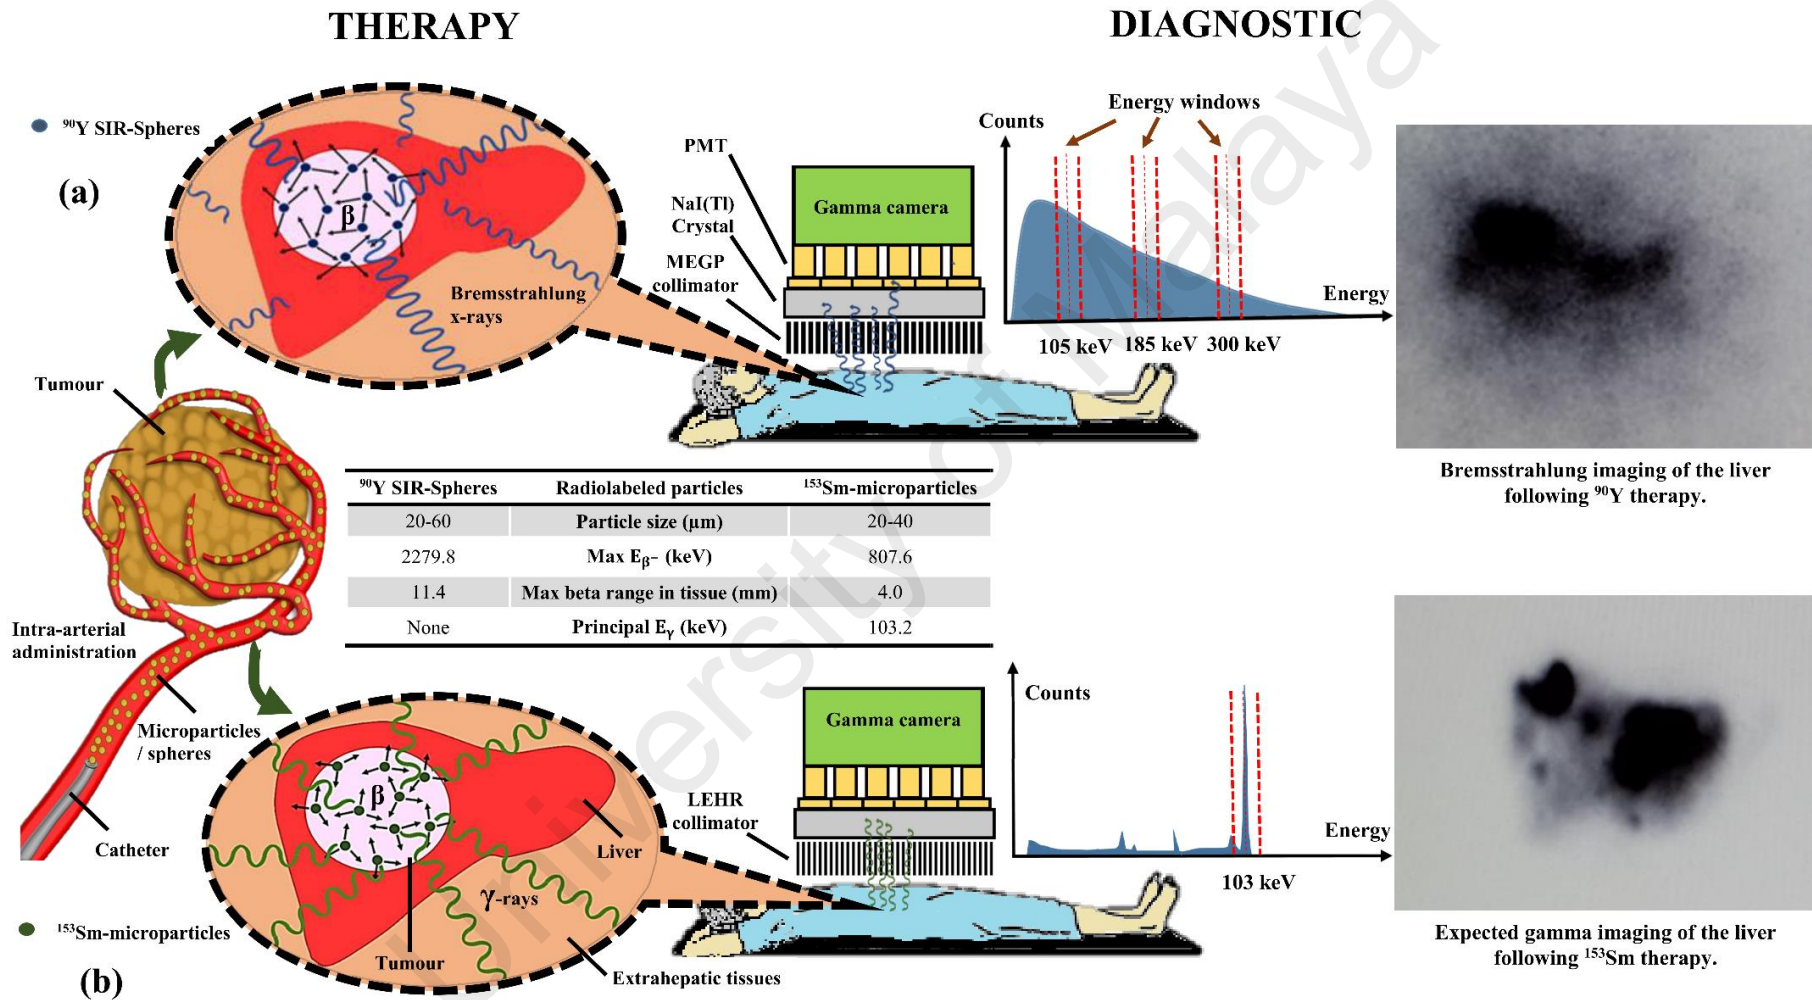 THERAPY
DIAGNOSTIC
⁹⁰Y SIR-Spheres
(a)
β
Bremsstrahlung
x-rays
PMT
NaI(Tl)
Crystal
MEGP
collimator
Gamma camera
Energy windows
Counts
Energy
105 keV
185 keV
300 keV
Bremsstrahlung imaging of the liver
following ⁹⁰Y therapy.
Tumour
Intra-arterial
administration
Microparticles
/ spheres
Catheter
⁹⁰Y SIR-Spheres Radiolabeled particles ¹⁵³Sm-microparticles
20-60 Particle size (µm) 20-40
2279.8 Max Eβ- (keV) 807.6
11.4 Max beta range in tissue (mm) 4.0
None Principal Eγ (keV) 103.2
¹⁵³Sm-microparticles
(b)
β
γ-rays
Tumour
Liver
Extrahepatic tissues
LEHR
collimator
Gamma camera
Counts
Energy
103 keV
Expected gamma imaging of the liver
following ¹⁵³Sm therapy.
University of Malaya